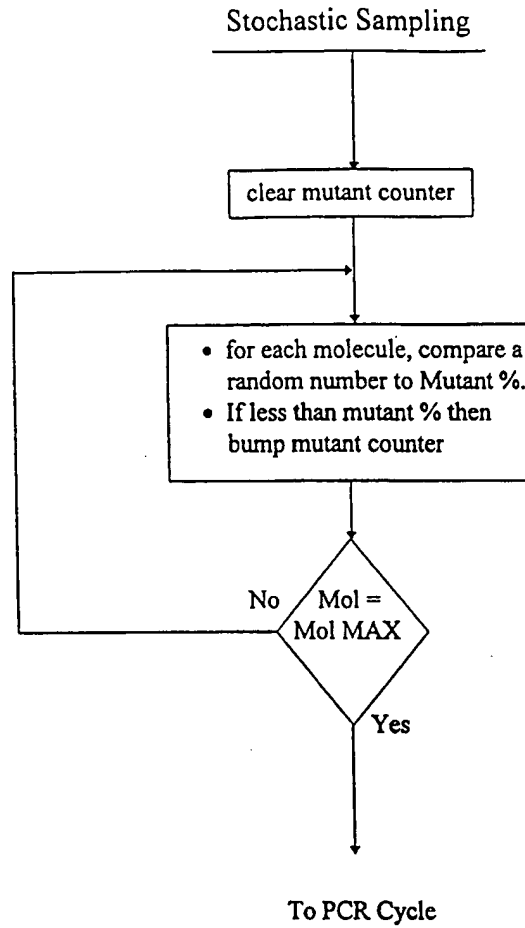 Stochastic Sampling
clear mutant counter
• for each molecule, compare a
random number to Mutant %.
• If less than mutant % then
bump mutant counter
No
Mol =
Mol MAX
Yes
To PCR Cycle